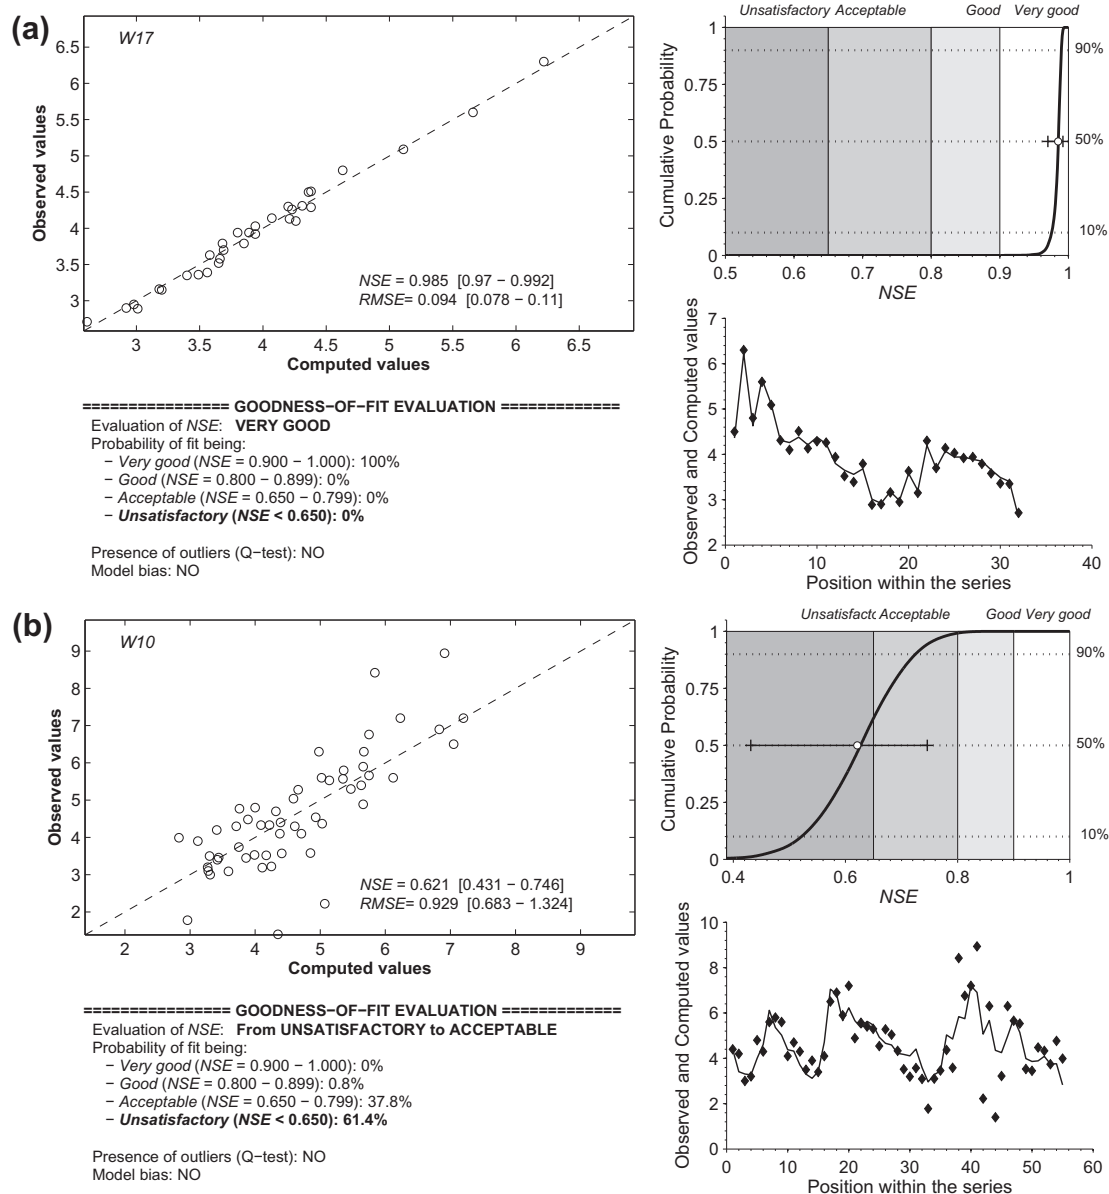 (a)
W17
Observed values
6.5
6
5.5
5
4.5
4
3.5
3
3 3.5 4 4.5 5 5.5 6 6.5
Computed values
NSE = 0.985 [0.97 − 0.992]
RMSE= 0.094 [0.078 − 0.11]
Unsatisfactory Acceptable Good Very good
Cumulative Probability
1
0.75
0.5
0.25
0
90%
50%
10%
0.5 0.6 0.7 0.8 0.9 1
NSE
================ GOODNESS−OF−FIT EVALUATION =============
Evaluation of NSE: VERY GOOD
Probability of fit being:
− Very good (NSE = 0.900 − 1.000): 100%
− Good (NSE = 0.800 − 0.899): 0%
− Acceptable (NSE = 0.650 − 0.799): 0%
− Unsatisfactory (NSE < 0.650): 0%
Presence of outliers (Q−test): NO
Model bias: NO
Observed and Computed values
7
6
5
4
3
2
0 10 20 30 40
Position within the series
(b)
W10
Observed values
9
8
7
6
5
4
3
2
2 3 4 5 6 7 8 9
Computed values
NSE = 0.621 [0.431 − 0.746]
RMSE= 0.929 [0.683 − 1.324]
Unsatisfactc Acceptable Good Very good
Cumulative Probability
1
0.75
0.5
0.25
0
90%
50%
10%
0.4 0.6 0.8 1
NSE
================ GOODNESS−OF−FIT EVALUATION =============
Evaluation of NSE: From UNSATISFACTORY to ACCEPTABLE
Probability of fit being:
− Very good (NSE = 0.900 − 1.000): 0%
− Good (NSE = 0.800 − 0.899): 0.8%
− Acceptable (NSE = 0.650 − 0.799): 37.8%
− Unsatisfactory (NSE < 0.650): 61.4%
Presence of outliers (Q−test): NO
Model bias: NO
Observed and Computed values
10
8
6
4
2
0
0 10 20 30 40 50 60
Position within the series